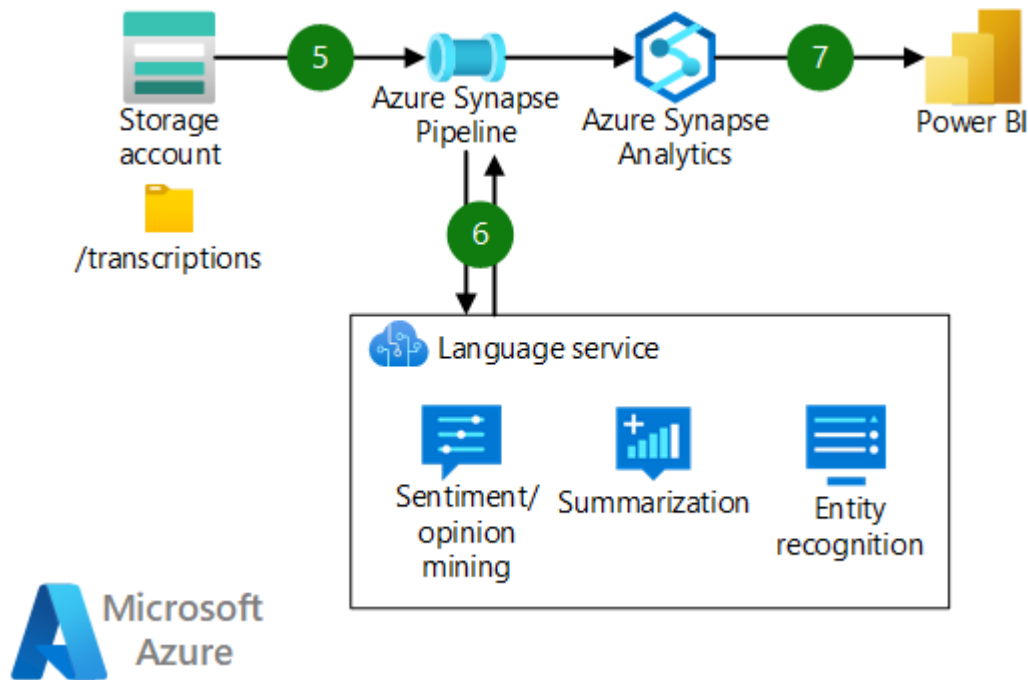 5
7
Storage
account
Azure Synapse
Pipeline
Azure Synapse
Analytics
Power BI
/transcriptions
6
Language service
Sentiment/
opinion
mining
Summarization
Entity
recognition
Microsoft
Azure